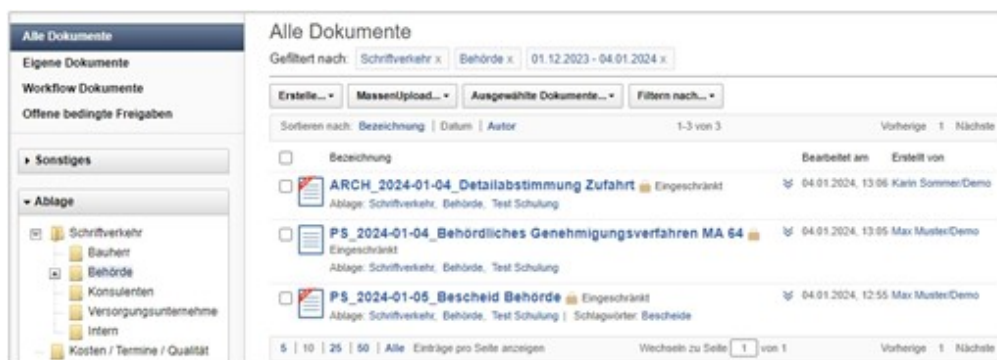 Alle Dokumente
Eigene Dokumente
Workflow Dokumente
Offene bedingte Freigaben
Sonstiges
Ablage
Schriftverkehr
Bauherr
Behörde
Konsulenten
Versorgungsunternehme
Intern
Kosten / Termine / Qualität
Alle Dokumente
Gefiltert nach: Schriftverkehr x Behörde x 01.12.2023 - 04.01.2024 x
Erstelle... MassenUpload... Ausgewählte Dokumente... Filtern nach...
Sortieren nach: Bezeichnung | Datum | Autor 1-3 von 3 Vorherige 1 Nächste
Bezeichnung Bearbeitet am Erstellt von
ARCH_2024-01-04_Detailabstimmung Zufahrt Eingeschränkt 04.01.2024, 13:06 Karin Sommer/Demo
Ablage: Schriftverkehr, Behörde, Test Schulung
PS_2024-01-04_Behördliches Genehmigungsverfahren MA 64 04.01.2024, 13:05 Max Muster/Demo
Eingeschränkt
Ablage: Schriftverkehr, Behörde, Test Schulung
PS_2024-01-05_Bescheid Behörde Eingeschränkt 04.01.2024, 12:55 Max Muster/Demo
Ablage: Schriftverkehr, Behörde, Test Schulung | Schlagwörter: Bescheide
5 | 10 | 25 | 50 | Alle Einträge pro Seite anzeigen Wechseln zu Seite 1 von 1 Vorherige 1 Nächste